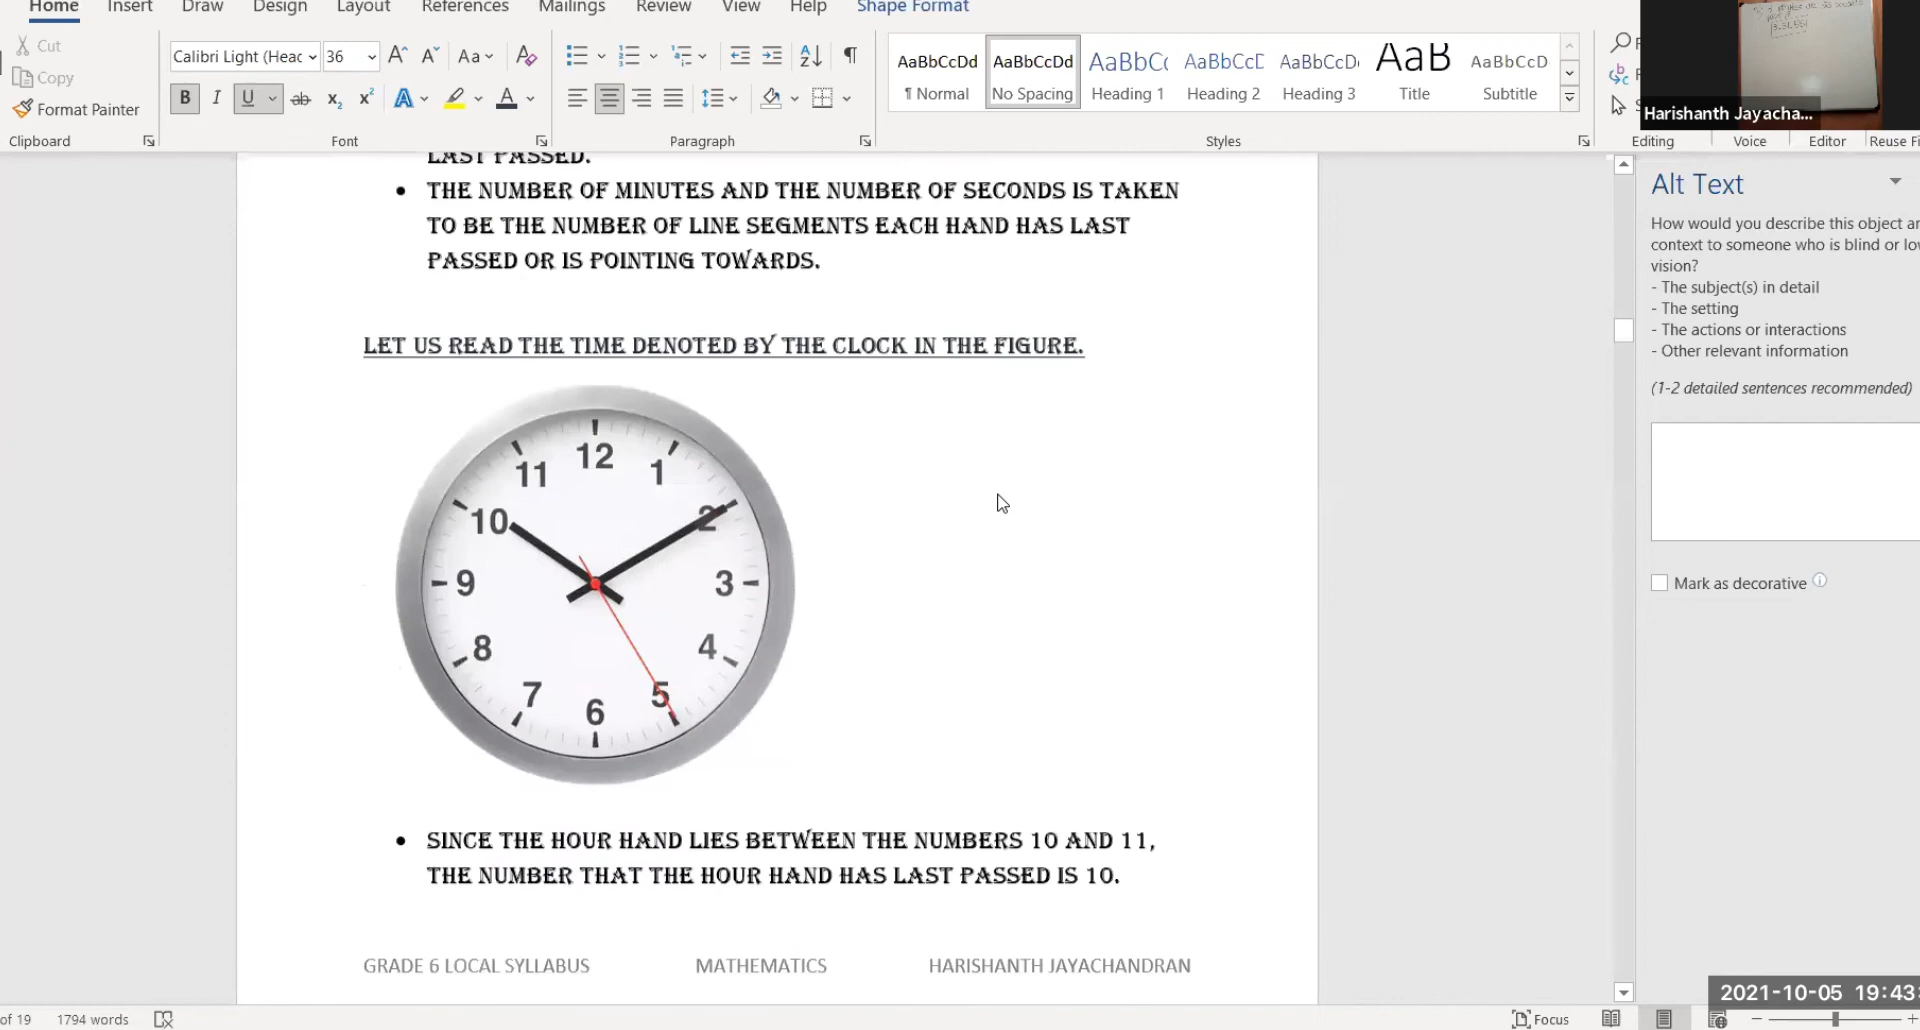 Home Insert Draw Design Layout References Mailings Review View Help Shape Format
Cut
Copy
Format Painter
Clipboard
Calibri Light (Heac 36
Aa
B I U ab x₂ x² A A
Font
Paragraph
AaBbCcDd AaBbCcDd AaBbCc AaBbCcD AaBbCcD AaB AaBbCcD
¶ Normal No Spacing Heading 1 Heading 2 Heading 3 Title Subtitle
Styles
Editing Voice Editor Reuse Fi
Harishanth Jayacha...
LAST PASSED.
• THE NUMBER OF MINUTES AND THE NUMBER OF SECONDS IS TAKEN
TO BE THE NUMBER OF LINE SEGMENTS EACH HAND HAS LAST
PASSED OR IS POINTING TOWARDS.
LET US READ THE TIME DENOTED BY THE CLOCK IN THE FIGURE.
12
1
2
3
4
5
6
7
8
9
10
11
• SINCE THE HOUR HAND LIES BETWEEN THE NUMBERS 10 AND 11,
THE NUMBER THAT THE HOUR HAND HAS LAST PASSED IS 10.
GRADE 6 LOCAL SYLLABUS MATHEMATICS HARISHANTH JAYACHANDRAN
Alt Text
How would you describe this object an
context to someone who is blind or lo
vision?
- The subject(s) in detail
- The setting
- The actions or interactions
- Other relevant information
(1-2 detailed sentences recommended)
Mark as decorative
2021-10-05 19:43:
of 19 1794 words
Focus